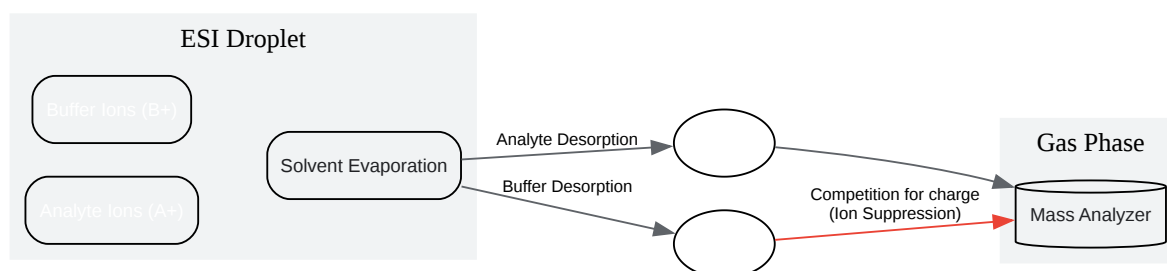 ESI Droplet
Buffer Ions (B+)
Analyte Ions (A+)
Solvent Evaporation
Analyte Desorption
Buffer Desorption
Competition for charge
(Ion Suppression)
Gas Phase
Mass Analyzer